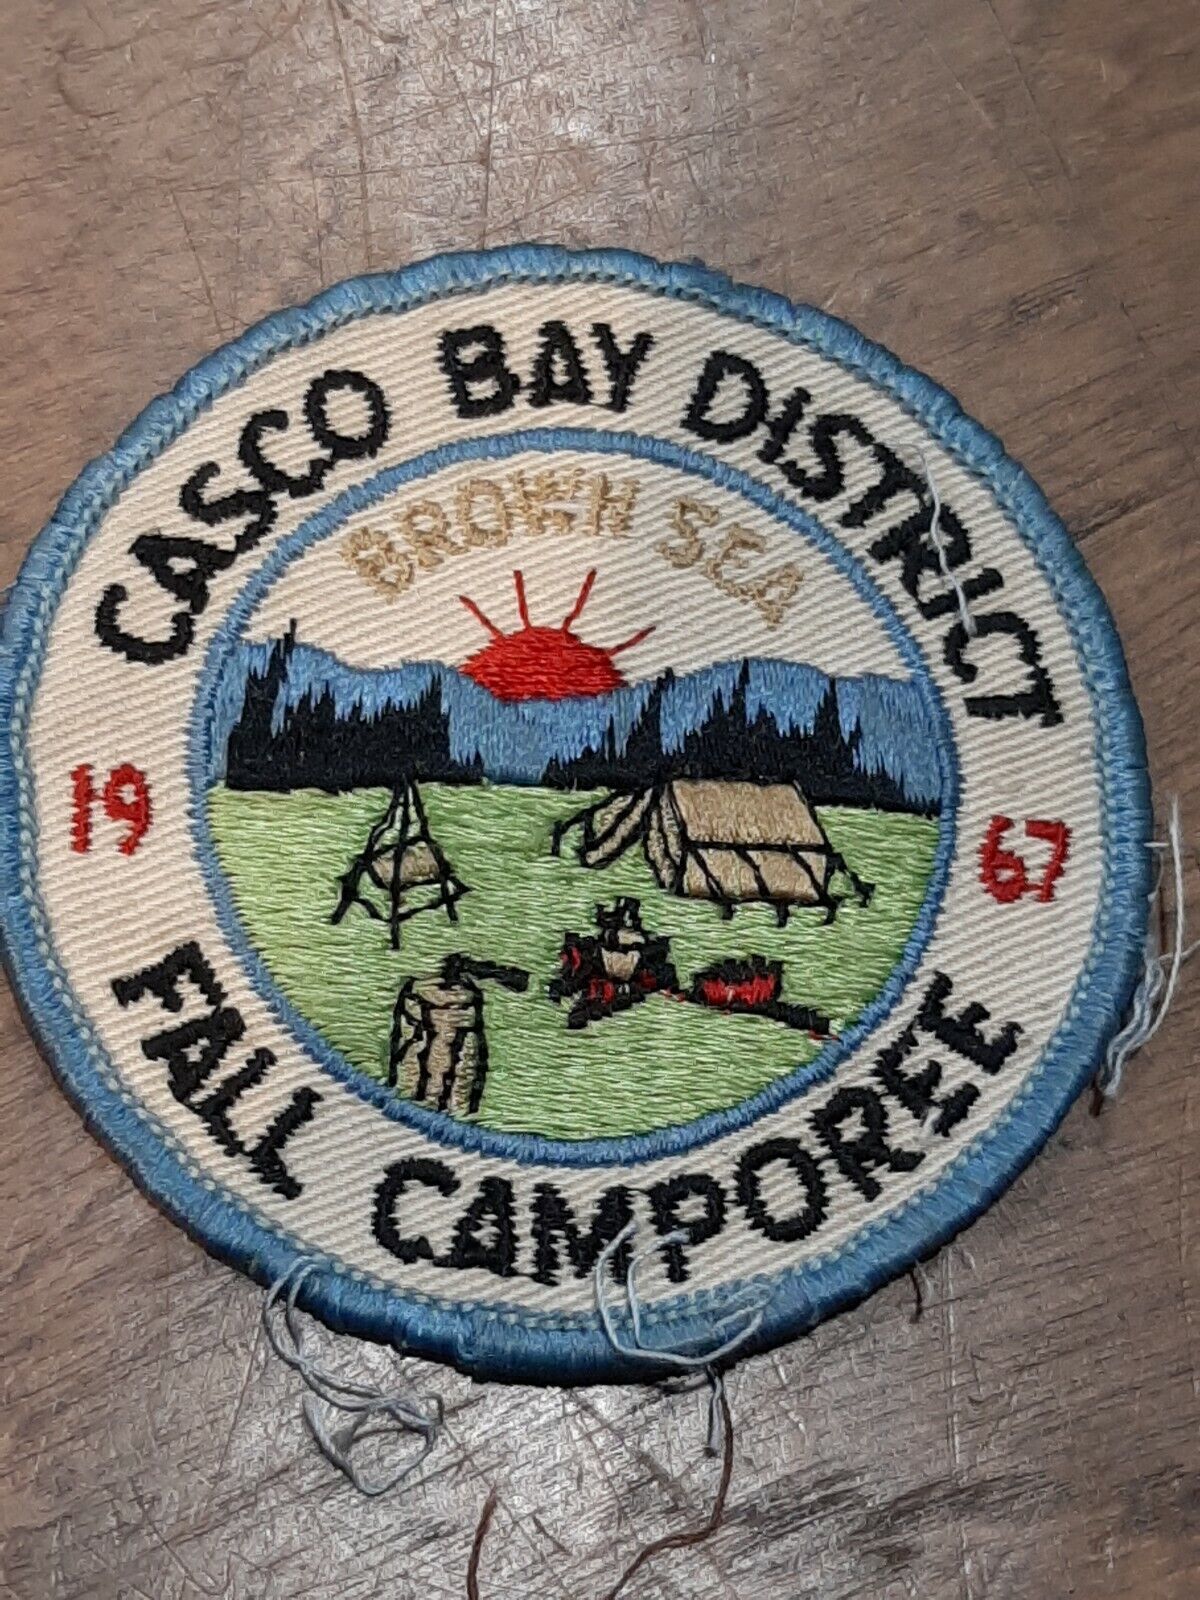 CASCO BAY DISTRICT
BROWN SEA
19 67
FALL CAMPOREE